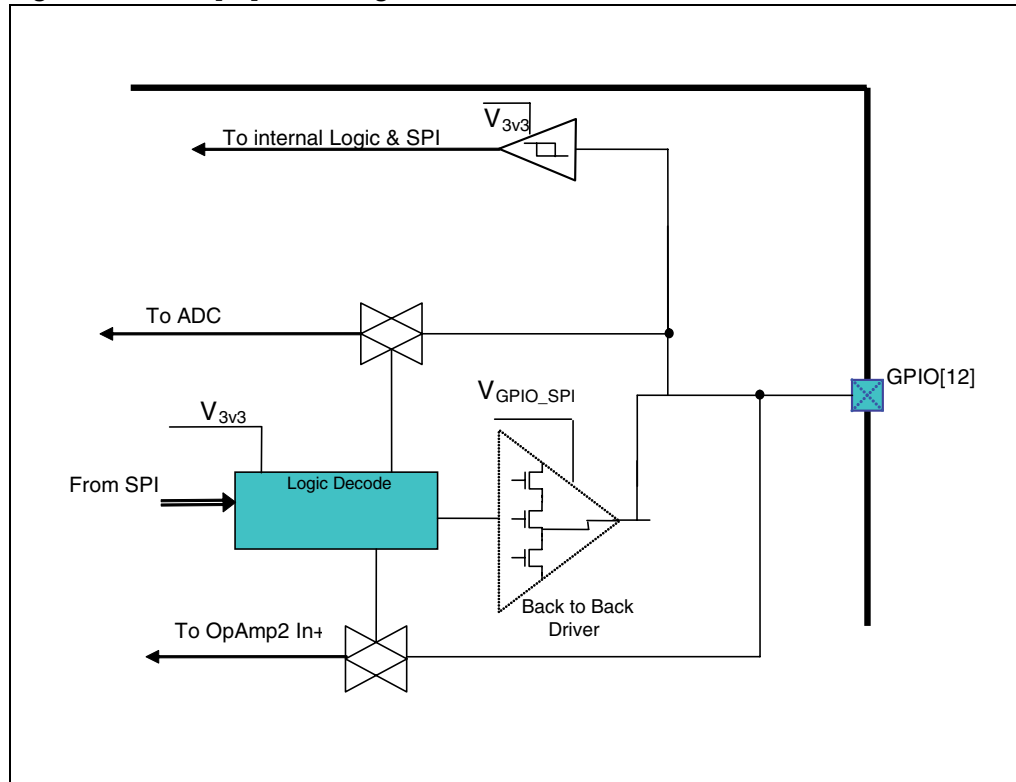 V3v3
To internal Logic & SPI
To ADC
GPIO[12]
VGPIO_SPI
V3v3
From SPI
Logic Decode
Back to Back
Driver
To OpAmp2 In+